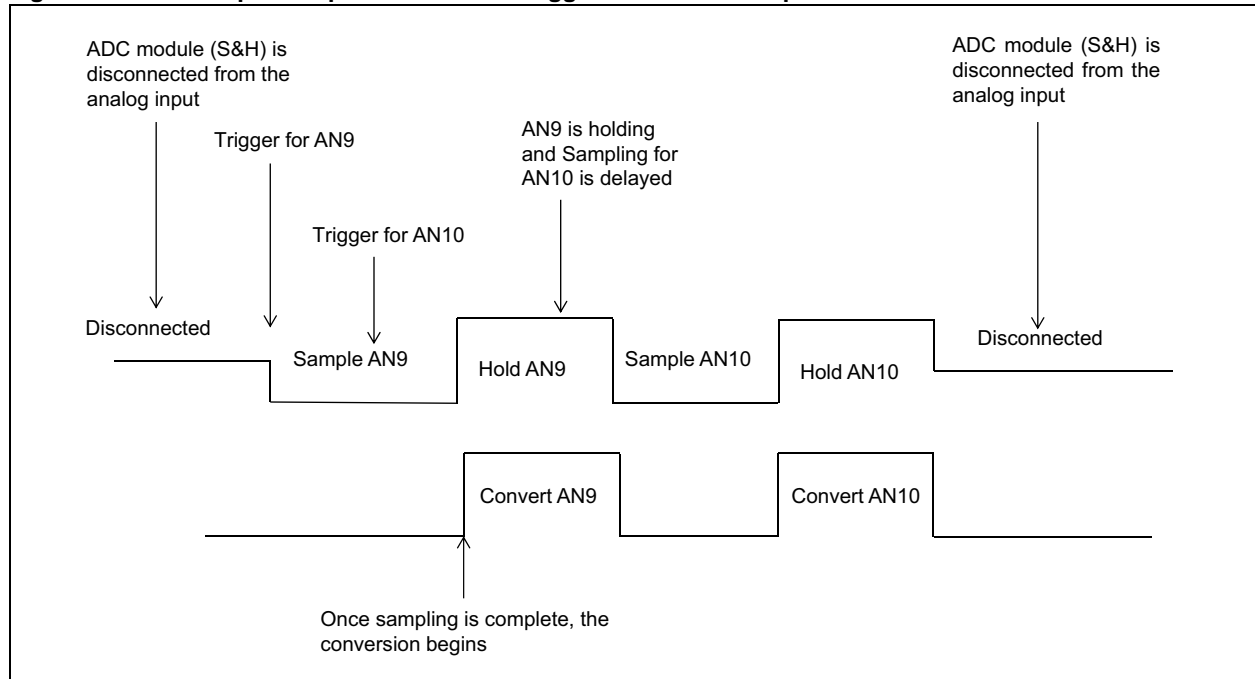 ADC module (S&H) is
disconnected from the
analog input
ADC module (S&H) is
disconnected from the
analog input
Trigger for AN9
AN9 is holding
and Sampling for
AN10 is delayed
Trigger for AN10
Disconnected
Sample AN9
Hold AN9
Sample AN10
Hold AN10
Disconnected
Convert AN9
Convert AN10
Once sampling is complete, the
conversion begins